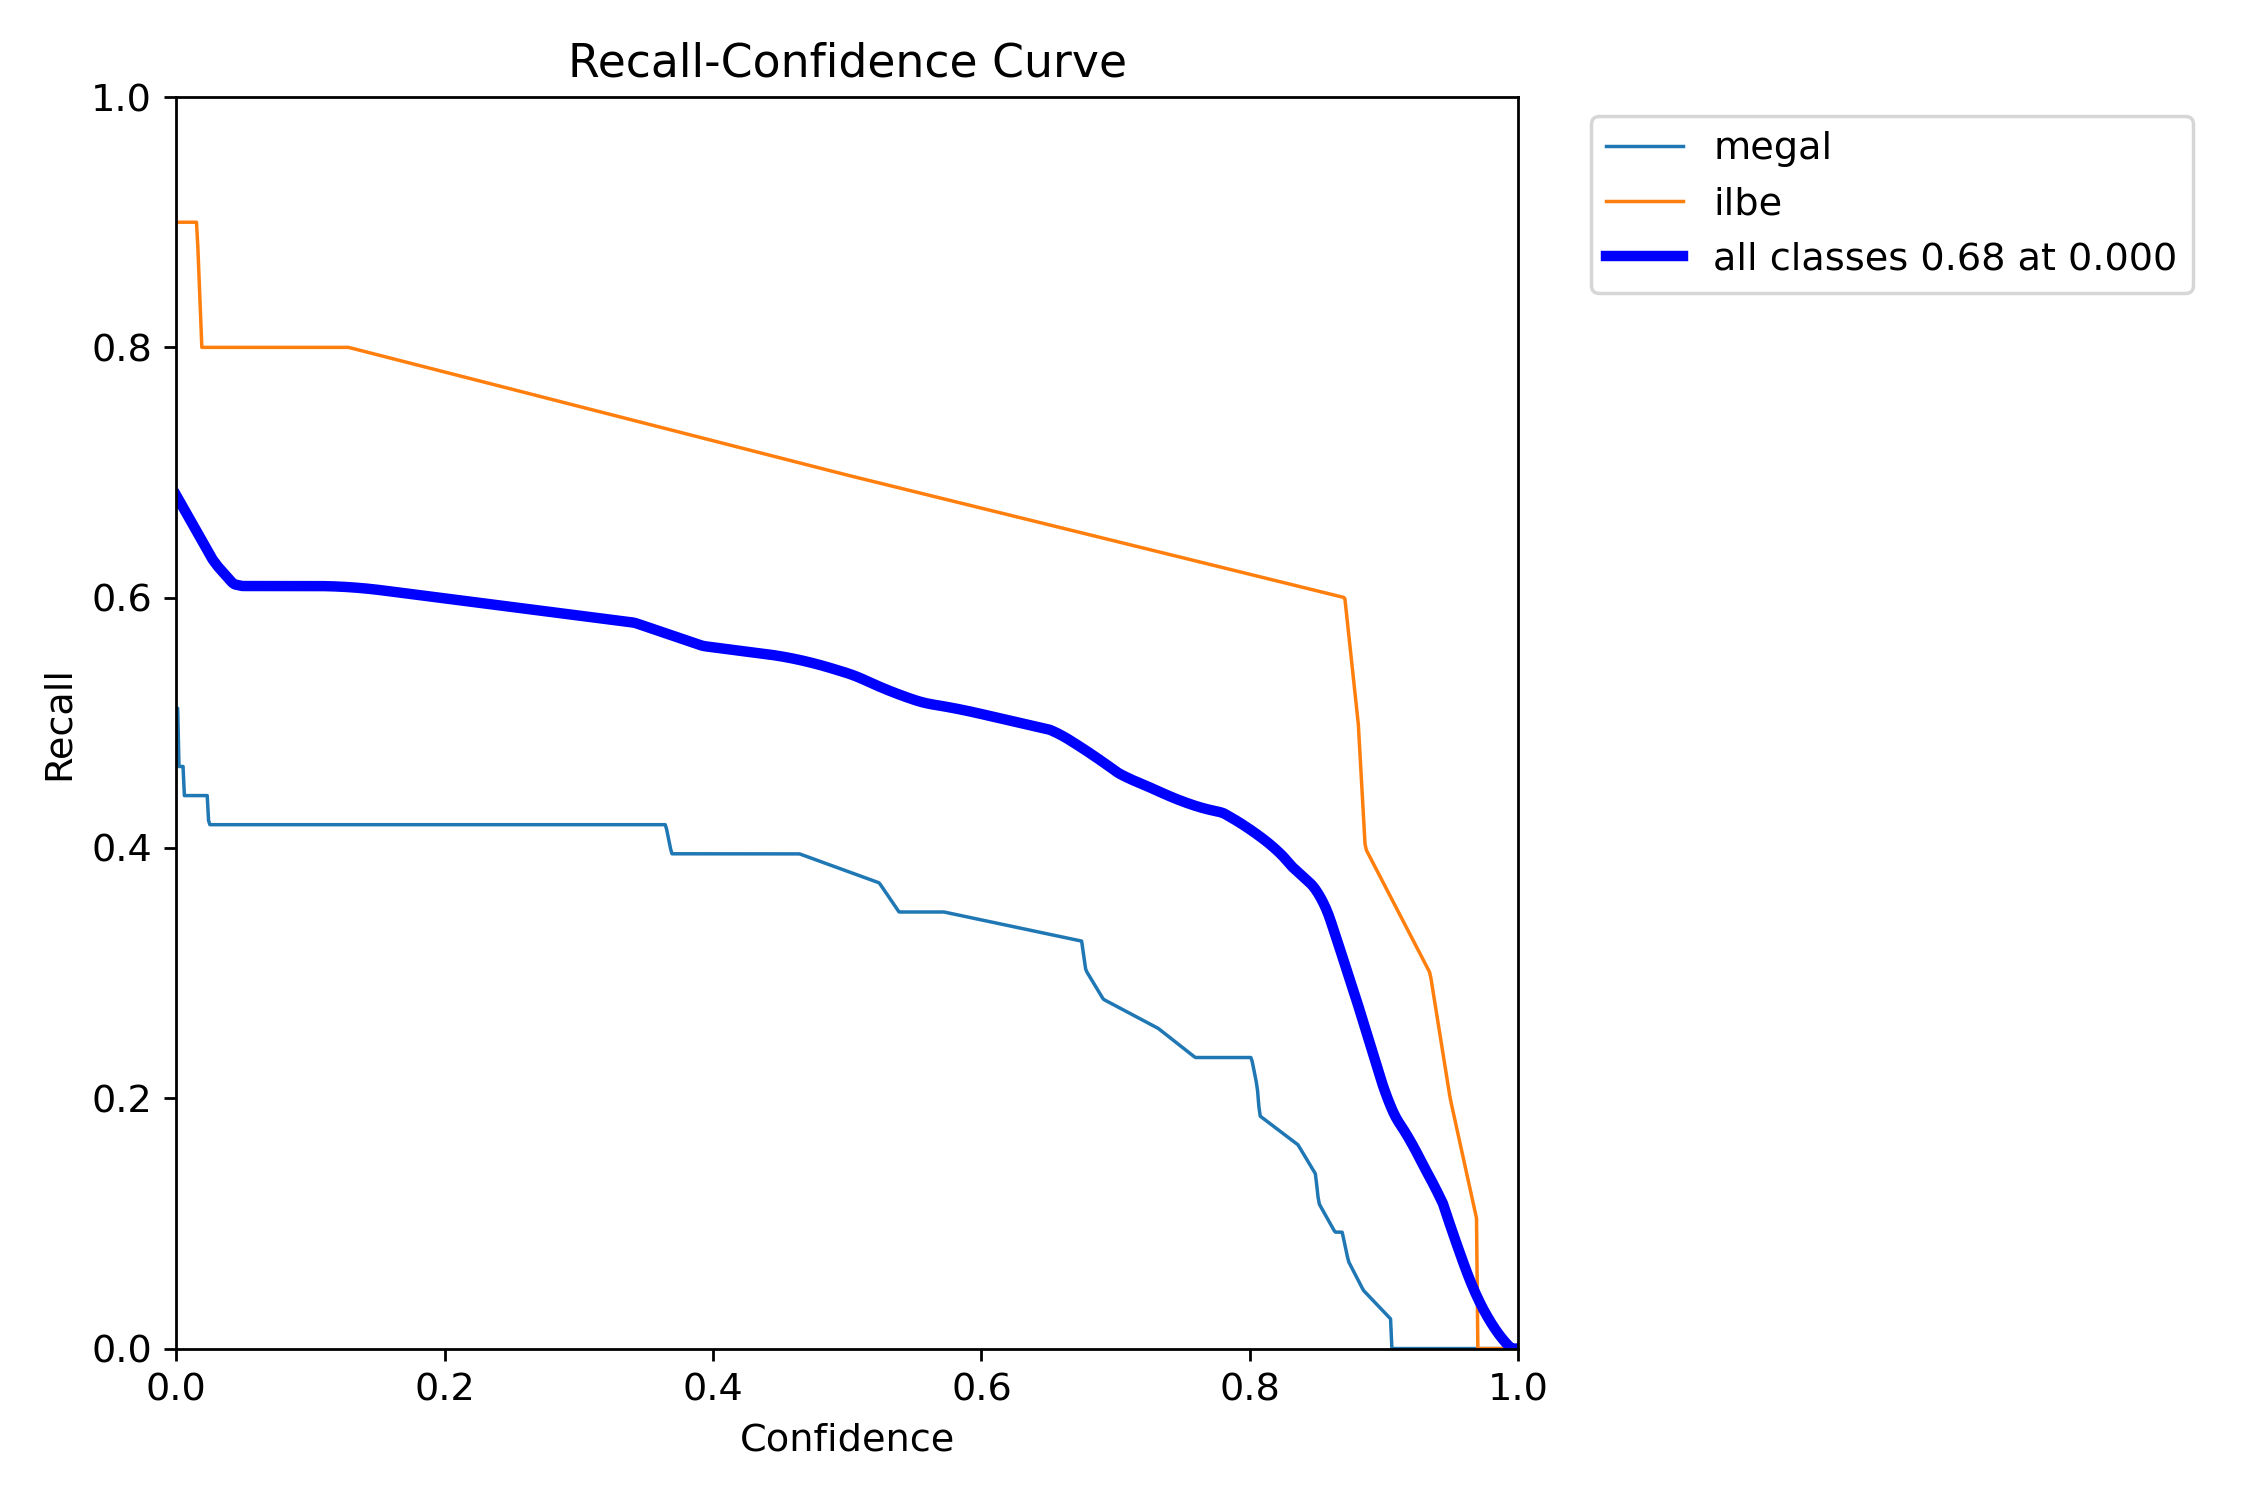 Recall-Confidence Curve
1.0
0.8
0.6
0.4
0.2
0.0
Recall
0.0 0.2 0.4 0.6 0.8 1.0
Confidence
megal
ilbe
all classes 0.68 at 0.000